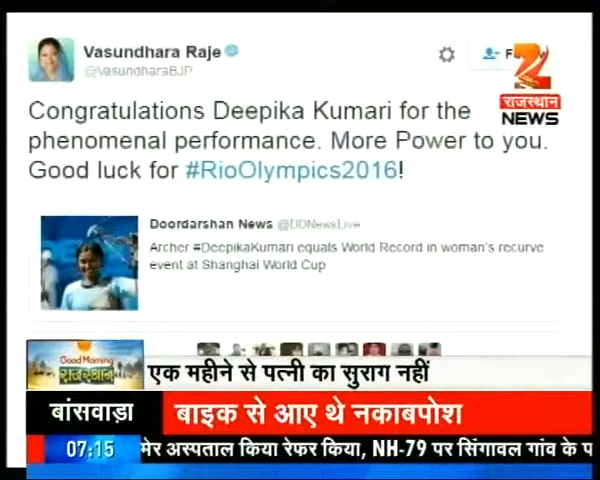 Vasundhara Raje
@VasundharaBJP
राजस्थान
NEWS
Congratulations Deepika Kumari for the
phenomenal performance. More Power to you.
Good luck for #RioOlympics2016!
Doordarshan News @DDNewsLive
Archer #DeepikaKumari equals World Record in woman's recurve
event at Shanghai World Cup
Good Morning
राजस्थान
एक महीने से पत्नी का सुराग नहीं
बांसवाड़ा
बाइक से आए थे नकाबपोश
07:15
मेर अस्पताल किया रेफर किया, NH-79 पर सिंगावल गांव के प